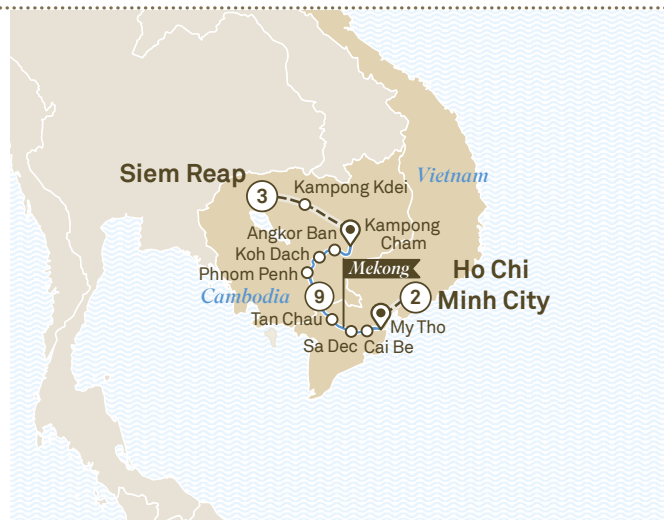 Vietnam
Siem Reap
3
Kampong Kdei
Kampong
Cham
Angkor Ban
Koh Dach
Phnom Penh
Mekong
Ho Chi
Minh City
Cambodia
9
2
Tan Chau
My Tho
Sa Dec
Cai Be